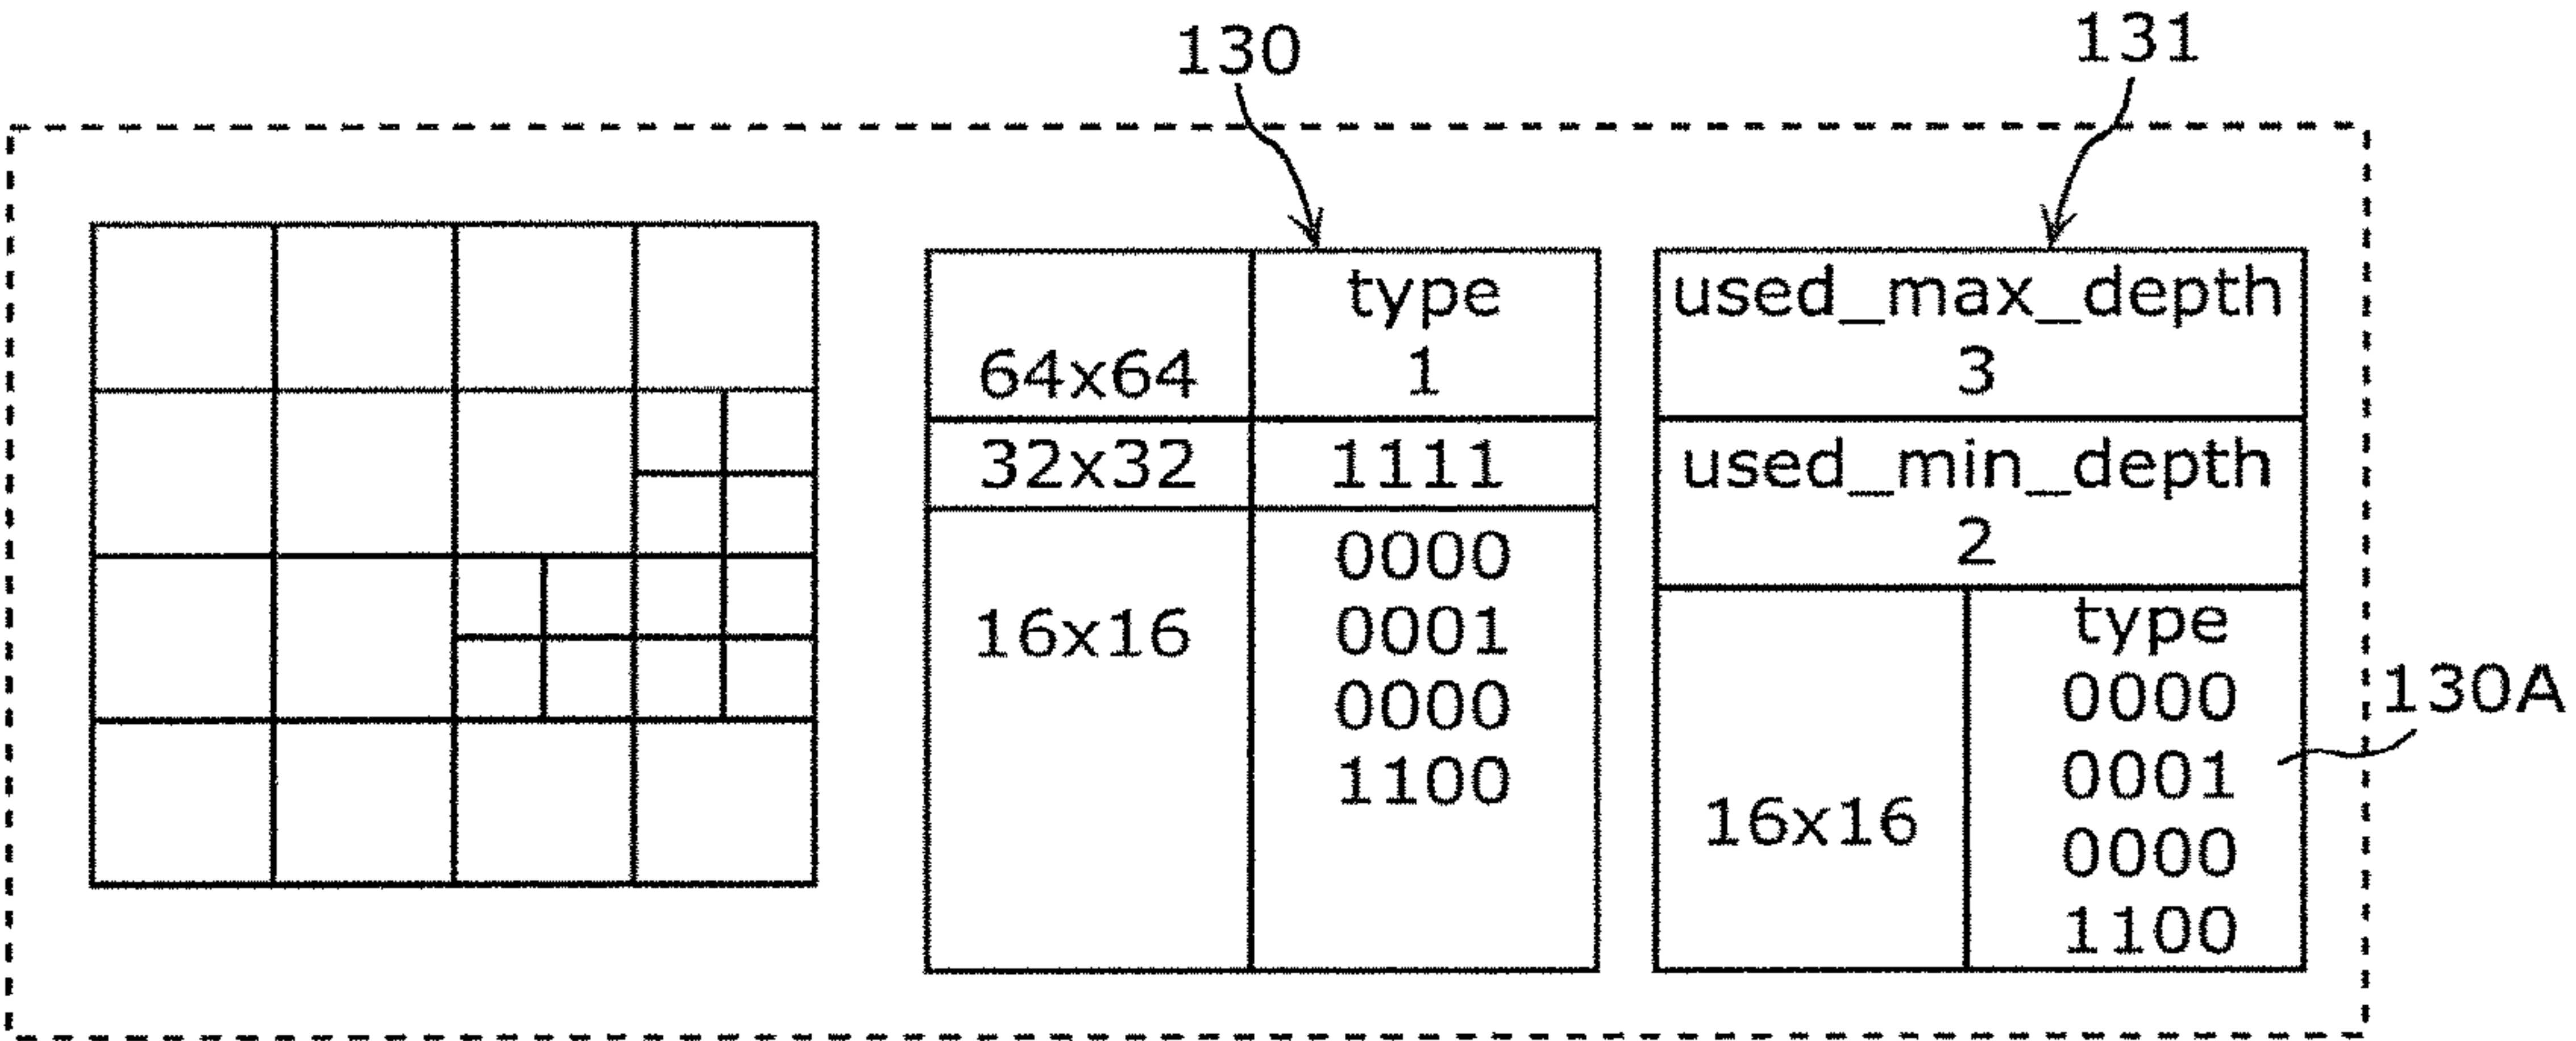 130
131
type
64x64 1
32x32 1111
16x16
0000
0001
0000
1100
used_max_depth
3
used_min_depth
2
16x16
type
0000
0001
0000
1100
130A